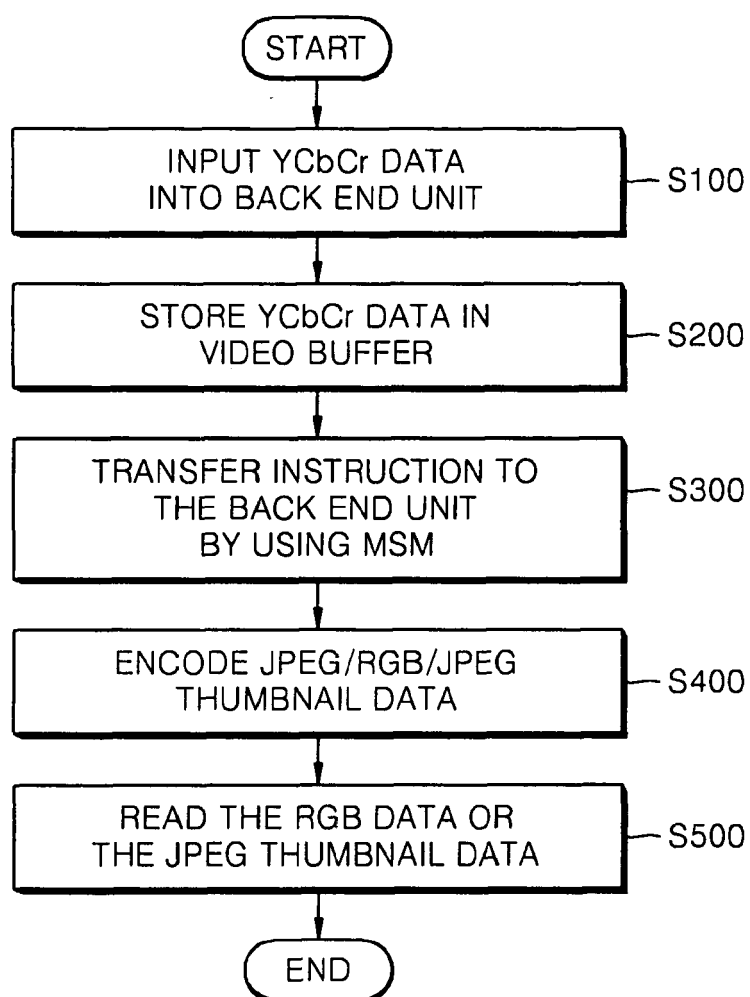 START
INPUT YCbCr DATA
INTO BACK END UNIT
S100
STORE YCbCr DATA IN
VIDEO BUFFER
S200
TRANSFER INSTRUCTION TO
THE BACK END UNIT
BY USING MSM
S300
ENCODE JPEG/RGB/JPEG
THUMBNAIL DATA
S400
READ THE RGB DATA OR
THE JPEG THUMBNAIL DATA
S500
END